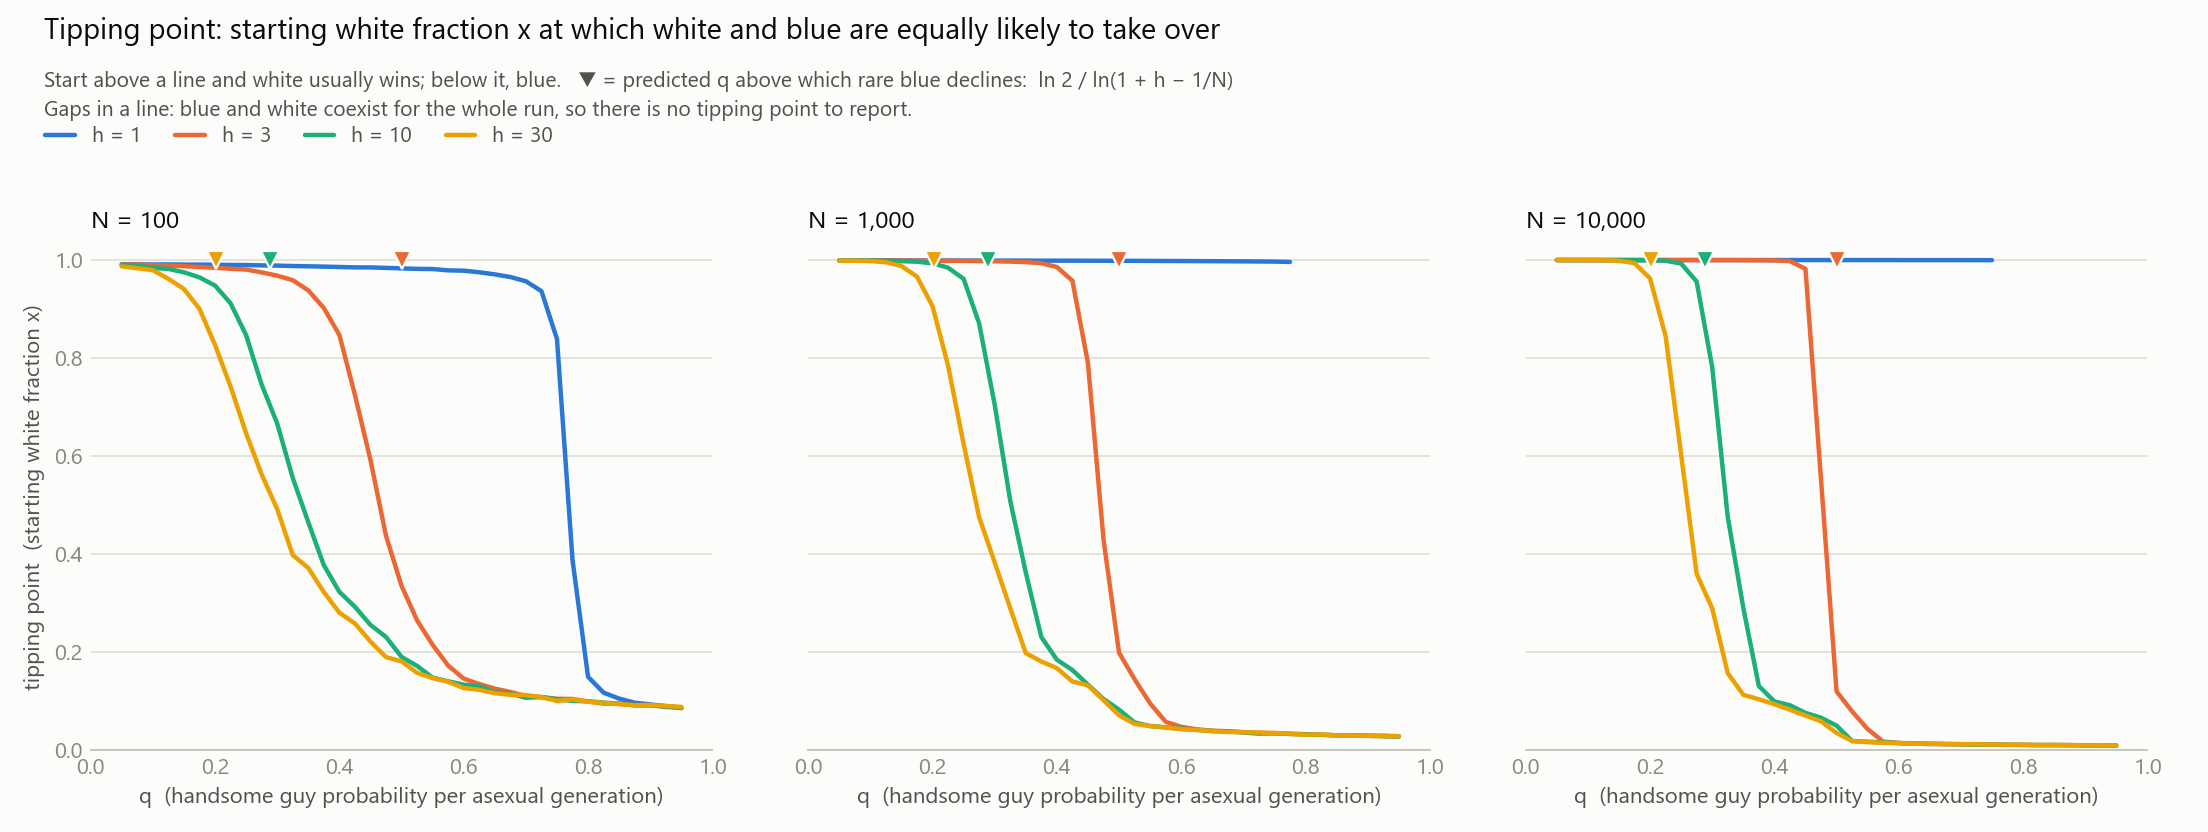 Tipping point: starting white fraction x at which white and blue are equally likely to take over
Start above a line and white usually wins; below it, blue. ▼ = predicted q above which rare blue declines: ln 2 / ln(1 + h − 1/N)
Gaps in a line: blue and white coexist for the whole run, so there is no tipping point to report.
h = 1 h = 3 h = 10 h = 30
N = 100
N = 1,000
N = 10,000
tipping point (starting white fraction x)
1.0
0.8
0.6
0.4
0.2
0.0
0.0 0.2 0.4 0.6 0.8 1.0
0.0 0.2 0.4 0.6 0.8 1.0
0.0 0.2 0.4 0.6 0.8 1.0
q (handsome guy probability per asexual generation)
q (handsome guy probability per asexual generation)
q (handsome guy probability per asexual generation)